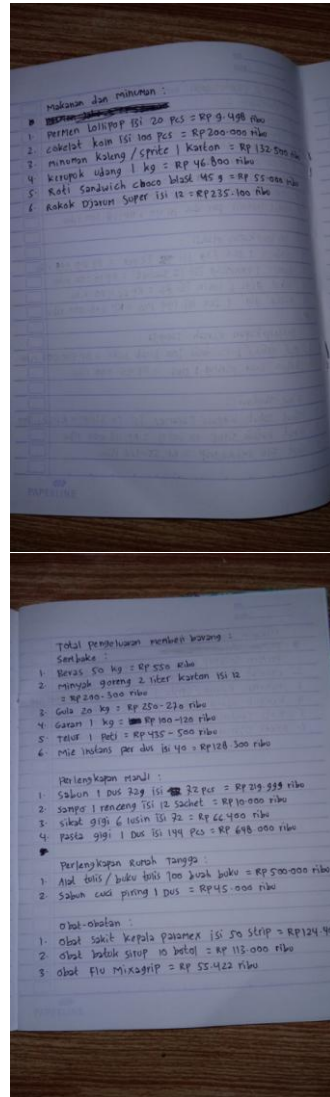 Makanan dan minuman :
1. Permen Lollipop isi 20 pcs = Rp 9.498 ribu
2. cokelat koin isi 100 pcs = Rp 200.000 ribu
3. minuman kaleng / sprite 1 karton = Rp 132.500
4. kerupuk udang 1 kg = Rp 46.800 ribu
5. Roti sandwich choco blast 45 g = Rp 55.000 ribu
6. Rokok Djarum Super isi 12 = Rp 235.100 ribu
PAPERLINE
Total Pengeluaran membeli barang :
Sembako :
1. Beras 50 kg = Rp 550 ribu
2. Minyak goreng 2 liter karton isi 12
= Rp 200-300 ribu
3. Gula 20 kg = Rp 250-270 ribu
4. Garam 1 kg = Rp 100-120 ribu
5. Telur 1 Peti = Rp 435-500 ribu
6. Mie instans per dus isi 40 = Rp 128.300 ribu
Perlengkapan Mandi :
1. Sabun 1 Dus 72g isi 72 pcs = Rp 219.999 ribu
2. Sampo 1 renceng isi 12 sachet = Rp 10.000 ribu
3. Sikat gigi 6 lusin isi 72 = Rp 66.400 ribu
4. Pasta gigi 1 Dus isi 144 pcs = Rp 698.000 ribu
Perlengkapan Rumah Tangga :
1. Alat tulis / buku tulis 100 buah buku = Rp 500.000 ribu
2. Sabun cuci piring 1 Dus = Rp 45.000 ribu
obat-obatan :
1. obat sakit kepala paramex isi 50 strip = Rp 124.4
2. obat batuk sirup 10 botol = Rp 113.000 ribu
3. obat Flu Mixagrip = Rp 55.422 ribu